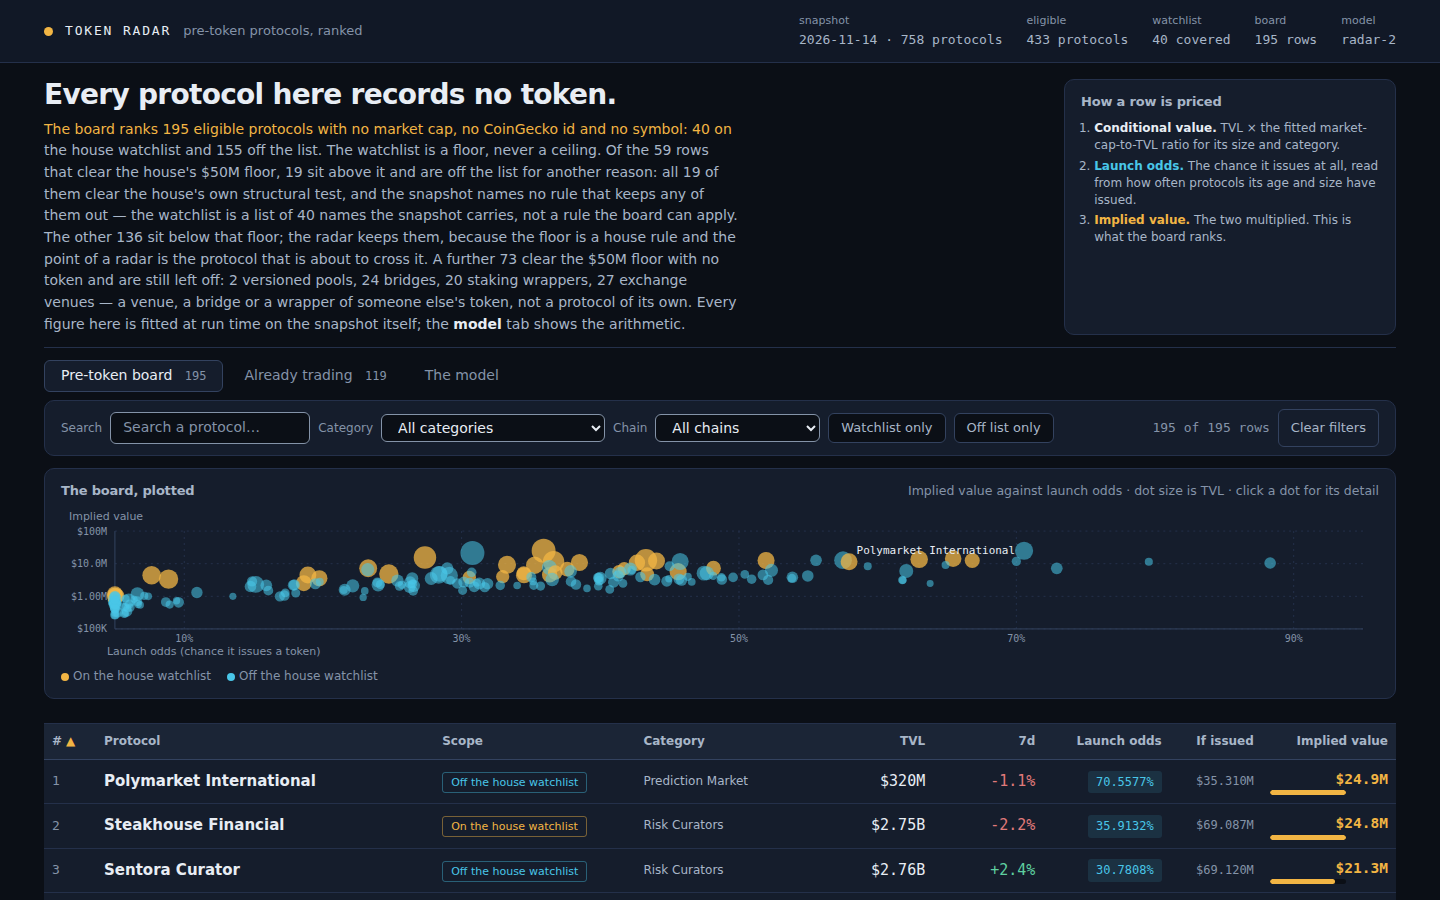 TOKEN RADAR pre-token protocols, ranked
snapshot
2026-11-14 · 758 protocols
eligible
433 protocols
watchlist
40 covered
board
195 rows
model
radar-2
Every protocol here records no token.
The board ranks 195 eligible protocols with no market cap, no CoinGecko id and no symbol: 40 on
the house watchlist and 155 off the list. The watchlist is a floor, never a ceiling. Of the 59 rows
that clear the house's $50M floor, 19 sit above it and are off the list for another reason: all 19 of
them clear the house's own structural test, and the snapshot names no rule that keeps any of
them out — the watchlist is a list of 40 names the snapshot carries, not a rule the board can apply.
The other 136 sit below that floor; the radar keeps them, because the floor is a house rule and the
point of a radar is the protocol that is about to cross it. A further 73 clear the $50M floor with no
token and are still left off: 2 versioned pools, 24 bridges, 20 staking wrappers, 27 exchange
venues — a venue, a bridge or a wrapper of someone else's token, not a protocol of its own. Every
figure here is fitted at run time on the snapshot itself; the model tab shows the arithmetic.
How a row is priced
1. Conditional value. TVL × the fitted market-
cap-to-TVL ratio for its size and category.
2. Launch odds. The chance it issues at all, read
from how often protocols its age and size have
issued.
3. Implied value. The two multiplied. This is
what the board ranks.
Pre-token board 195
Already trading 119
The model
Search
Search a protocol…
Category
All categories
Chain
All chains
Watchlist only
Off list only
195 of 195 rows
Clear filters
The board, plotted
Implied value against launch odds · dot size is TVL · click a dot for its detail
Implied value
$100M
$10.0M
$1.00M
$100K
Polymarket International
10%
30%
50%
70%
90%
Launch odds (chance it issues a token)
On the house watchlist
Off the house watchlist
# ▲ Protocol Scope Category TVL 7d Launch odds If issued Implied value
1 Polymarket International Off the house watchlist Prediction Market $320M -1.1% 70.5577% $35.310M $24.9M
2 Steakhouse Financial On the house watchlist Risk Curators $2.75B -2.2% 35.9132% $69.087M $24.8M
3 Sentora Curator Off the house watchlist Risk Curators $2.76B +2.4% 30.7808% $69.120M $21.3M